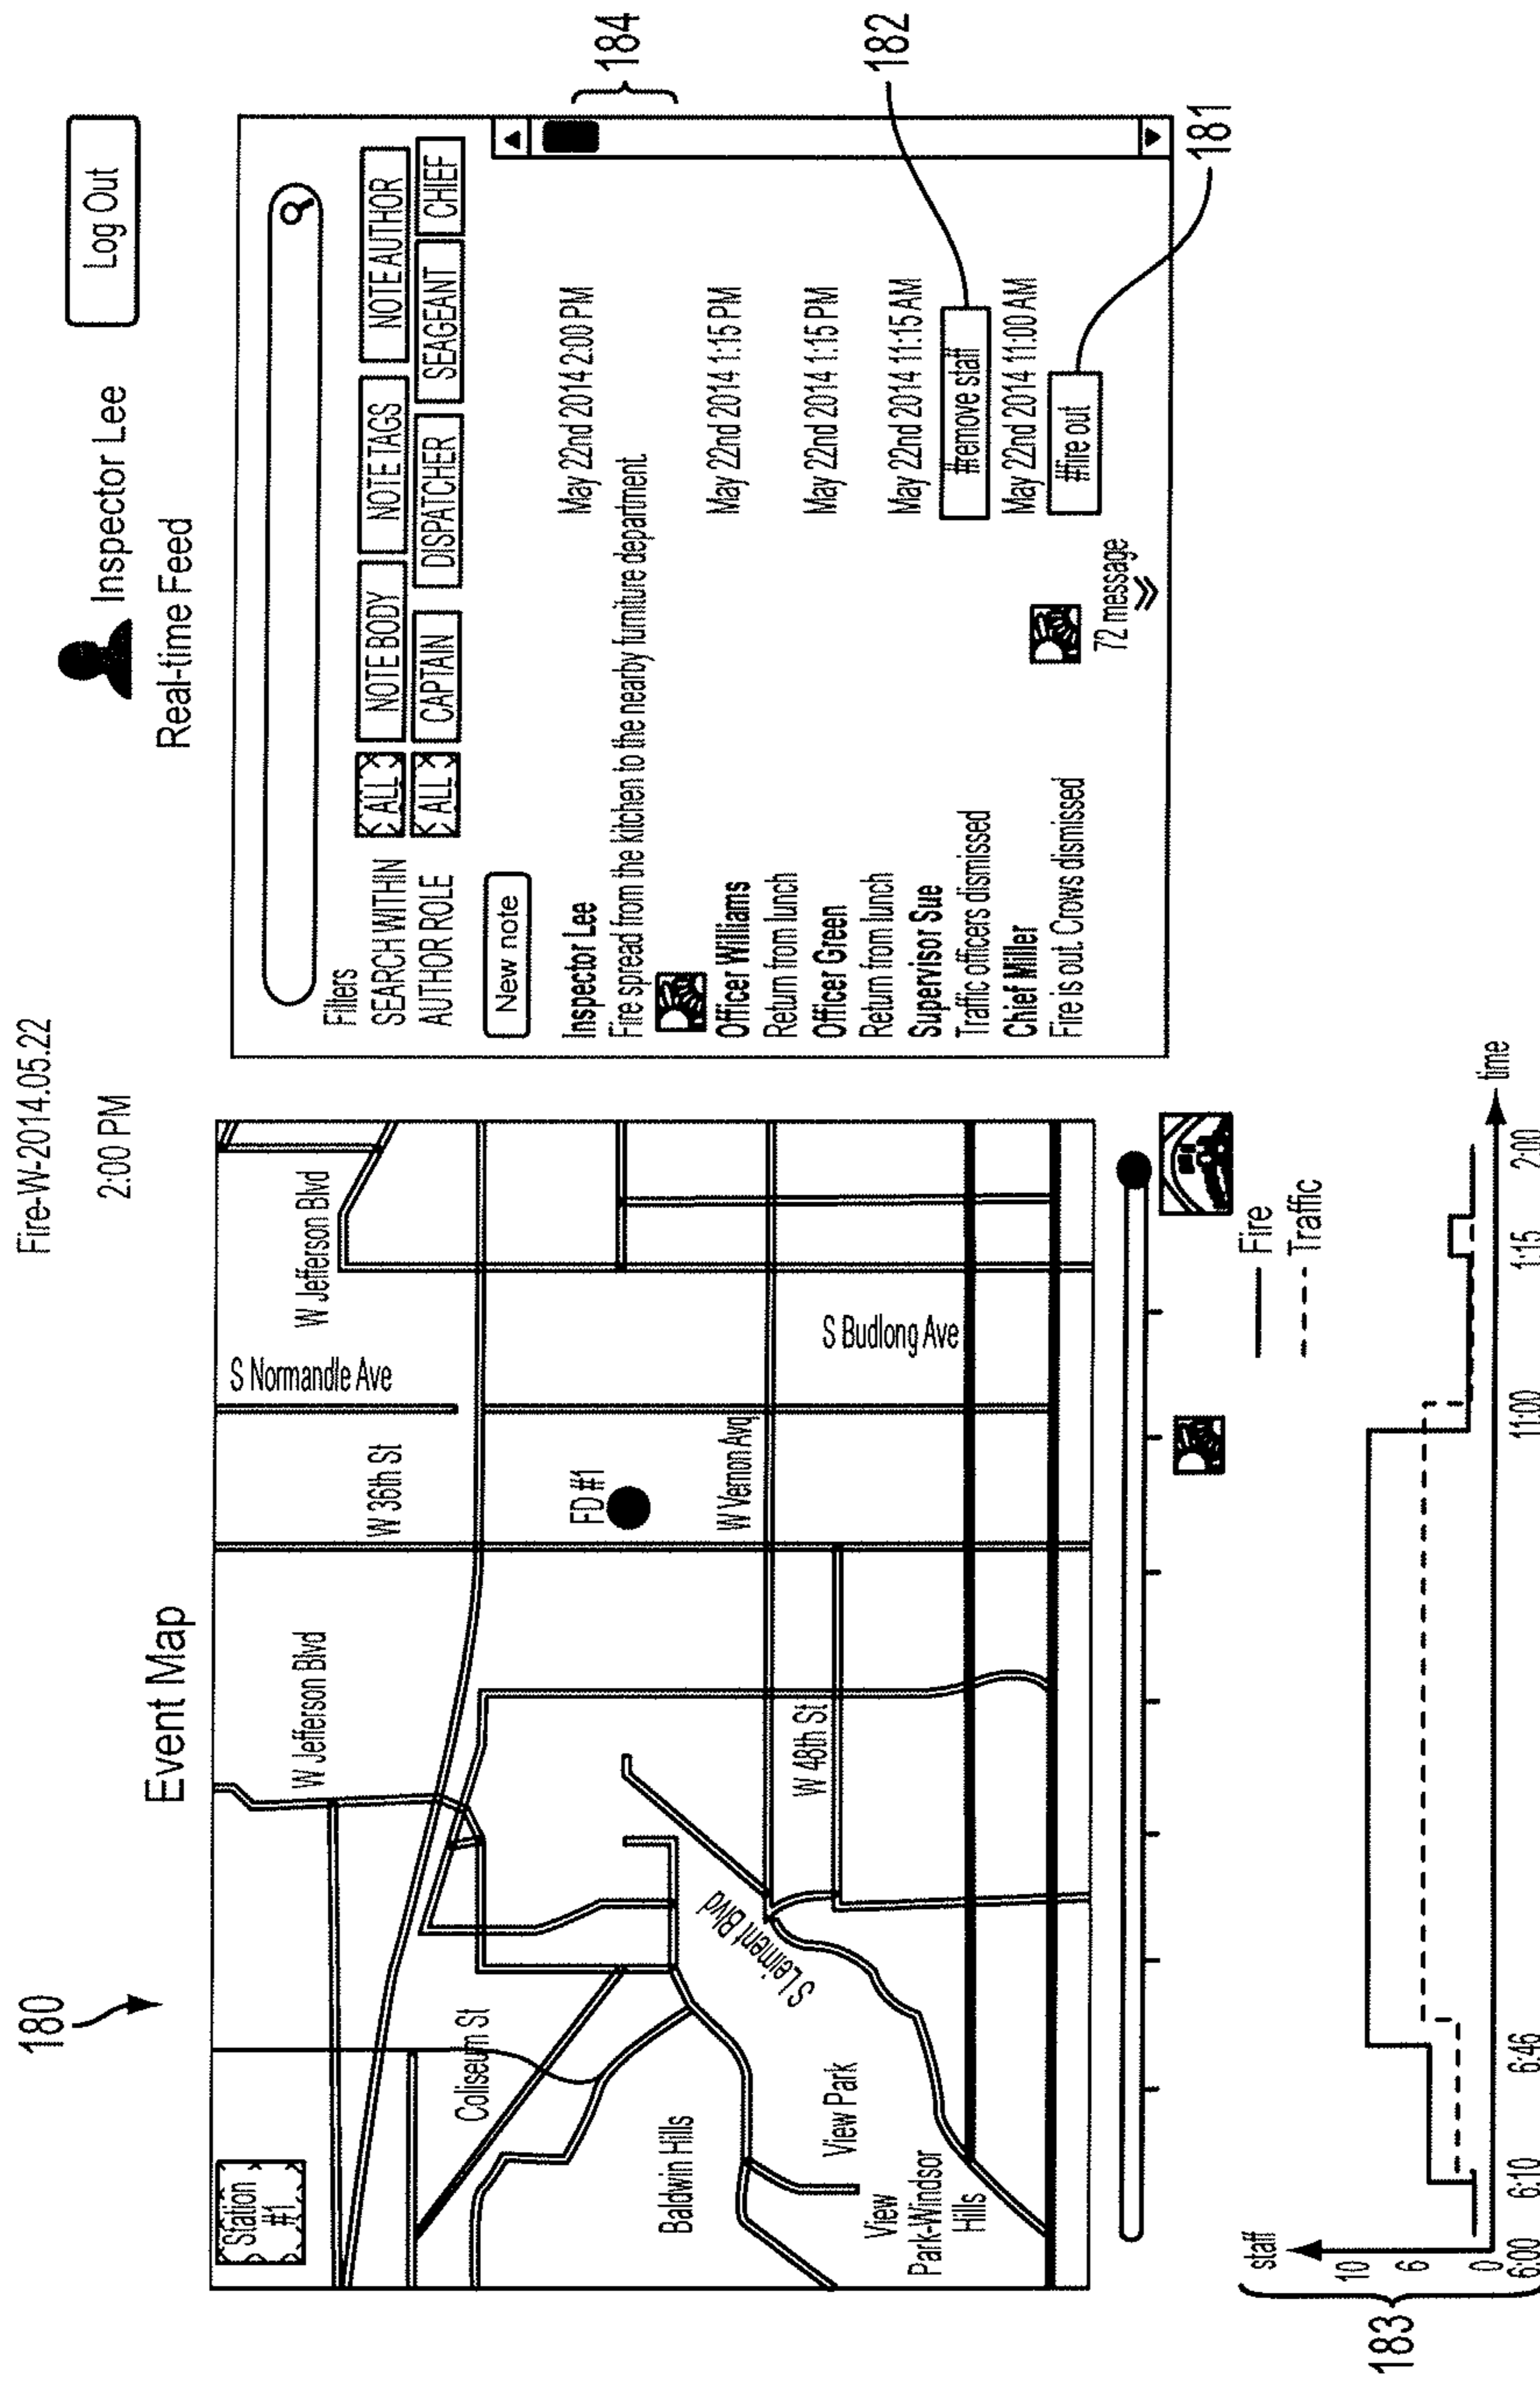 Fire-W-2014.05.22
2:00 PM
Inspector Lee
Log Out
180
Event Map
Station
#1
W Jefferson Blvd
W 36th St
S Normandle Ave
W Jefferson Blvd
Coliseum St
FD #1
Baldwin Hills
S Leiment Blvd
W Vernon Avq
View Park
W 48th St
S Budlong Ave
View
Park-Windsor
Hills
Real-time Feed
Filters
SEARCH WITHIN
ALL
NOTE BODY
NOTE TAGS
NOTE AUTHOR
AUTHOR ROLE
ALL
CAPTAIN
DISPATCHER
SEAGEANT
CHIEF
New note
Inspector Lee
May 22nd 2014 2:00 PM
Fire spread from the kitchen to the nearby furniture department.
184
Officer Williams
May 22nd 2014 1:15 PM
Return from lunch
Officer Green
May 22nd 2014 1:15 PM
Return from lunch
Supervisor Sue
May 22nd 2014 11:15 AM
Traffic officers dismissed
#remove staff
182
Chief Miller
May 22nd 2014 11:00 AM
Fire is out. Crows dismissed
#fire out
181
72 message
Fire
Traffic
183
staff
10
6
0
6:00
6:10
6:46
11:00
1:15
2:00
time